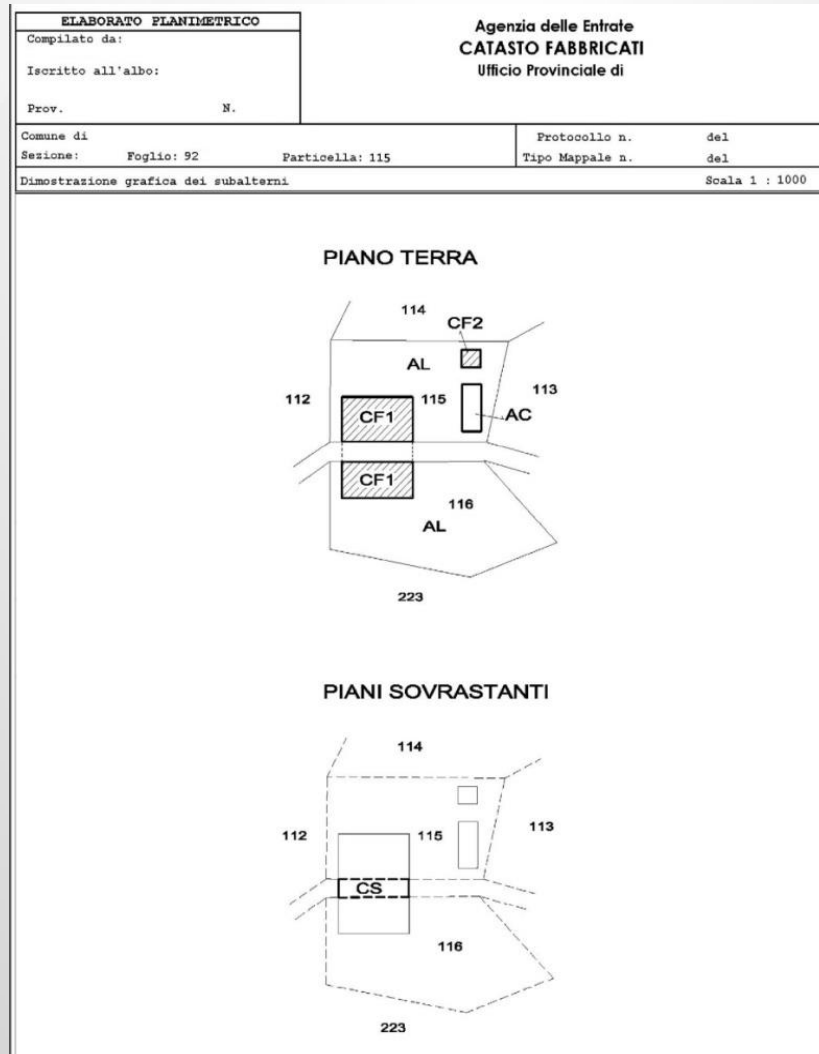 ELABORATO PLANIMETRICO
Compilato da:
Iscritto all'albo:
Prov. N.
Agenzia delle Entrate
CATASTO FABBRICATI
Ufficio Provinciale di
Comune di
Sezione: Foglio: 92 Particella: 115
Protocollo n. del
Tipo Mappale n. del
Dimostrazione grafica dei subalterni Scala 1 : 1000
PIANO TERRA
114
CF2
AL
112
115
113
CF1
AC
CF1
116
AL
223
PIANI SOVRASTANTI
114
112
115
113
CS
116
223